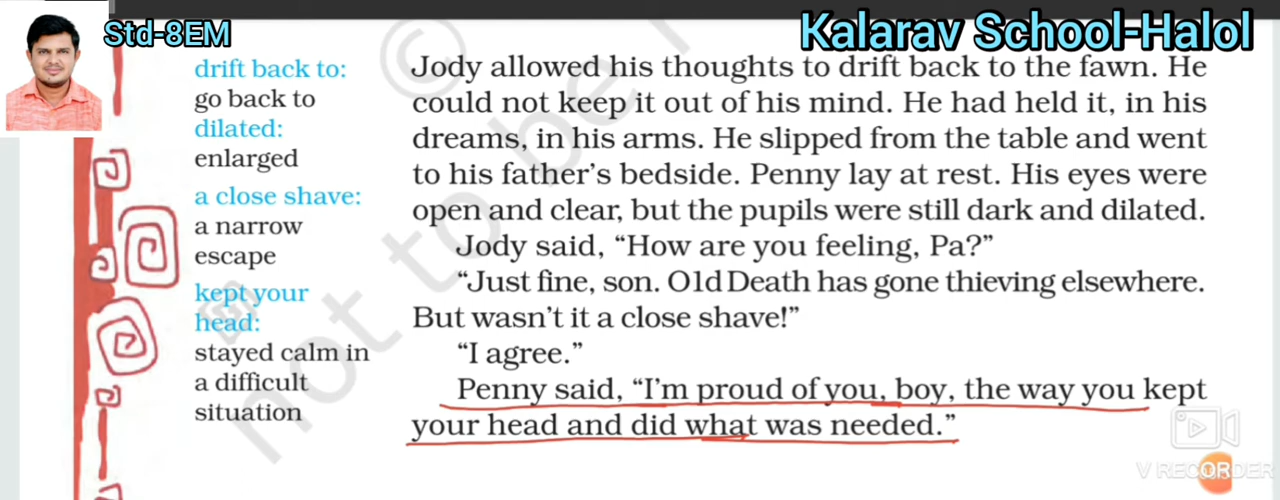 Std-8EM
Kalarav School-Halol
drift back to:
go back to
dilated:
enlarged
a close shave:
a narrow
escape
kept your
head:
stayed calm in
a difficult
situation
Jody allowed his thoughts to drift back to the fawn. He
could not keep it out of his mind. He had held it, in his
dreams, in his arms. He slipped from the table and went
to his father’s bedside. Penny lay at rest. His eyes were
open and clear, but the pupils were still dark and dilated.
Jody said, “How are you feeling, Pa?”
“Just fine, son. Old Death has gone thieving elsewhere.
But wasn’t it a close shave!”
“I agree.”
Penny said, “I’m proud of you, boy, the way you kept
your head and did what was needed.”
©
not to be r
V RECORDER